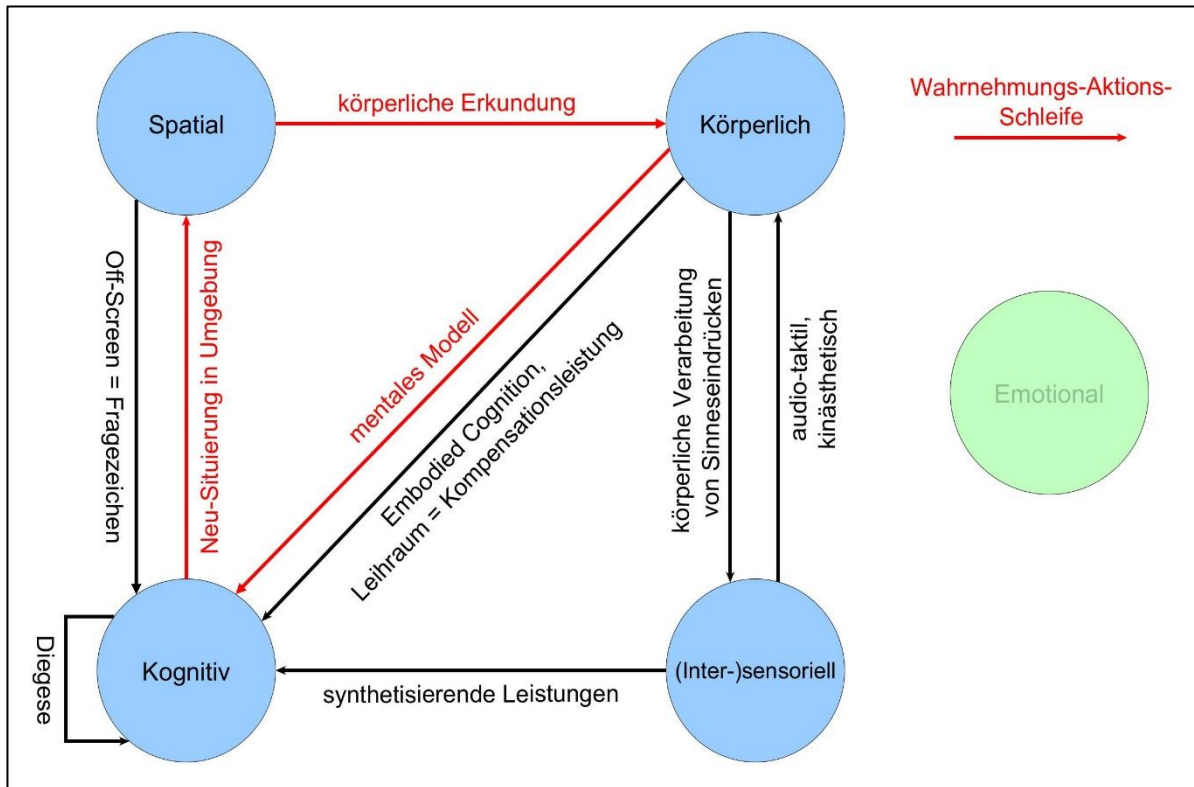 Spatial
körperliche Erkundung
Körperlich
Wahrnehmungs-Aktions-
Schleife
Off-Screen = Fragezeichen
Neu-Situierung in Umgebung
mentales Modell
Embodied Cognition,
Leihraum = Kompensationsleistung
körperliche Verarbeitung
von Sinneseindrücken
audio-taktil,
kinästhetisch
Emotional
Diegese
Kognitiv
synthetisierende Leistungen
(Inter-)sensoriell